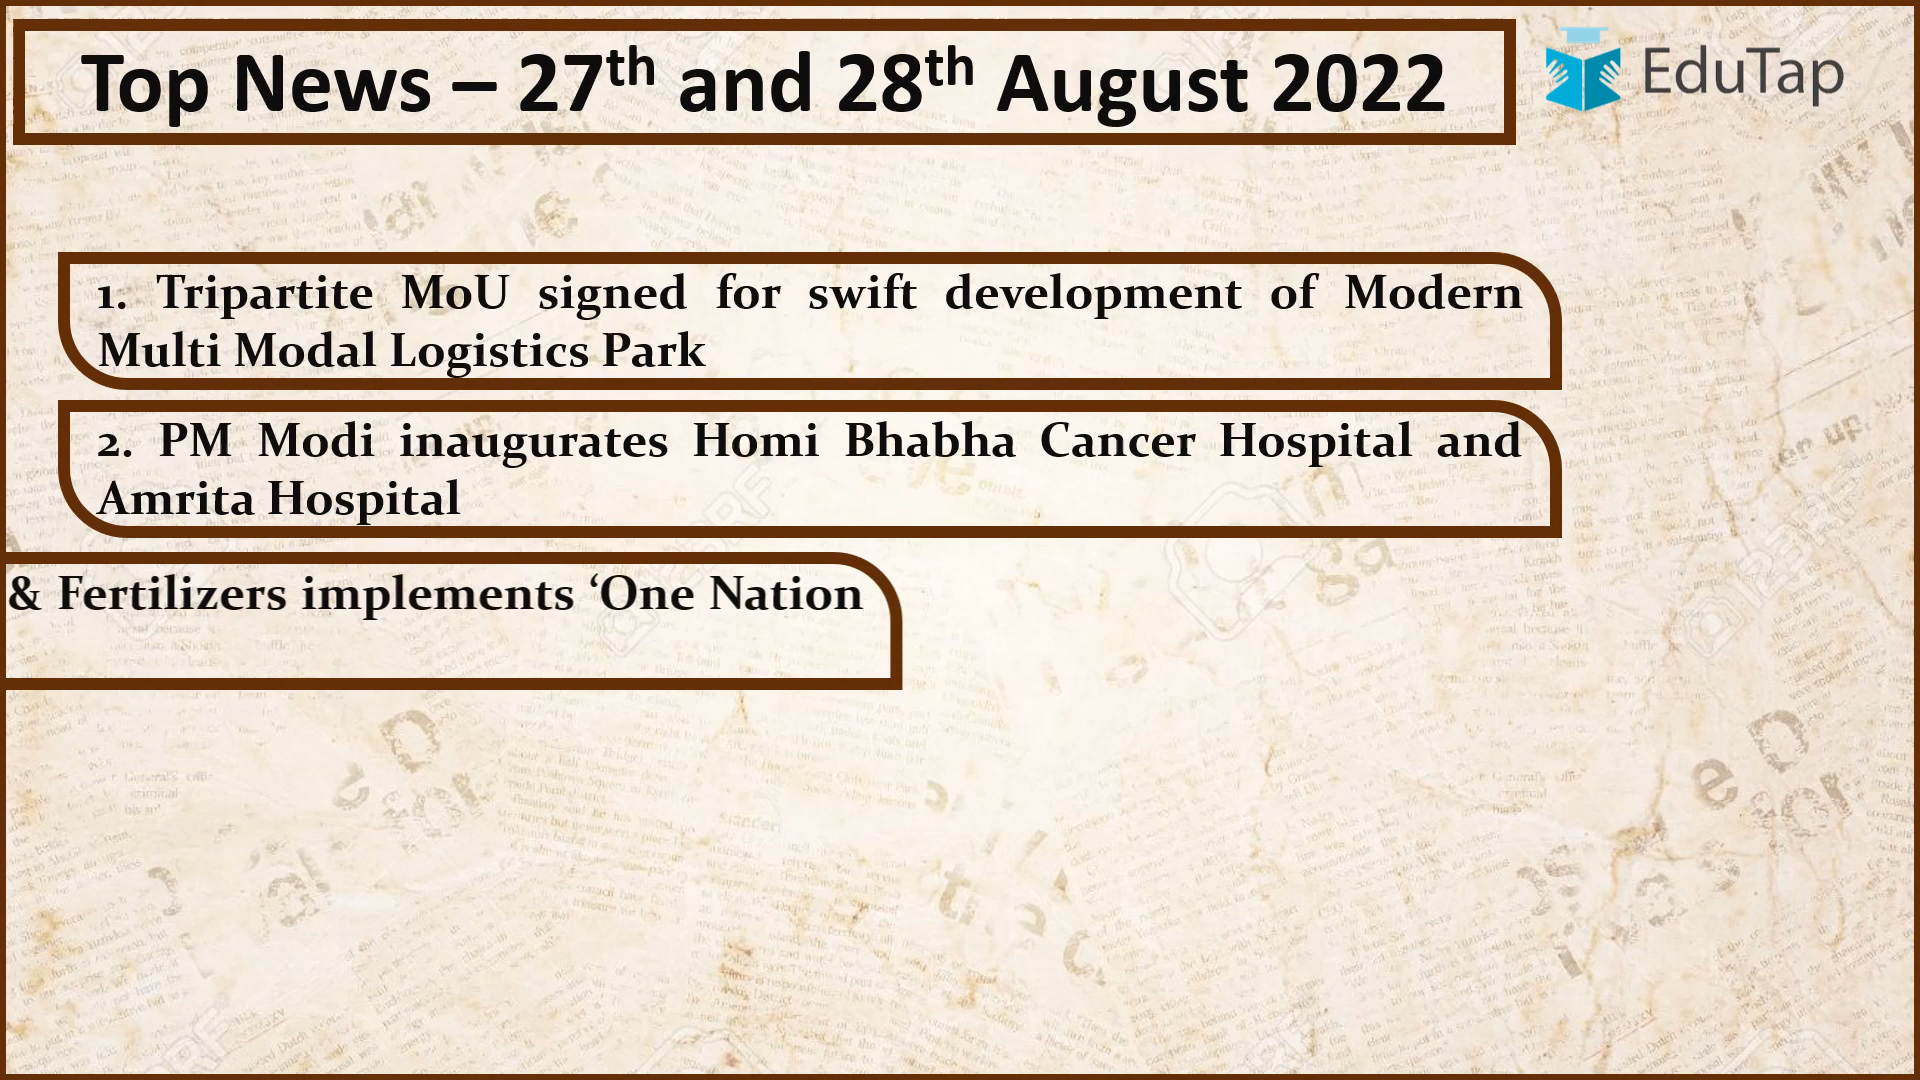 Top News – 27th and 28th August 2022
EduTap
1. Tripartite MoU signed for swift development of Modern
Multi Modal Logistics Park
2. PM Modi inaugurates Homi Bhabha Cancer Hospital and
Amrita Hospital
& Fertilizers implements ‘One Nation